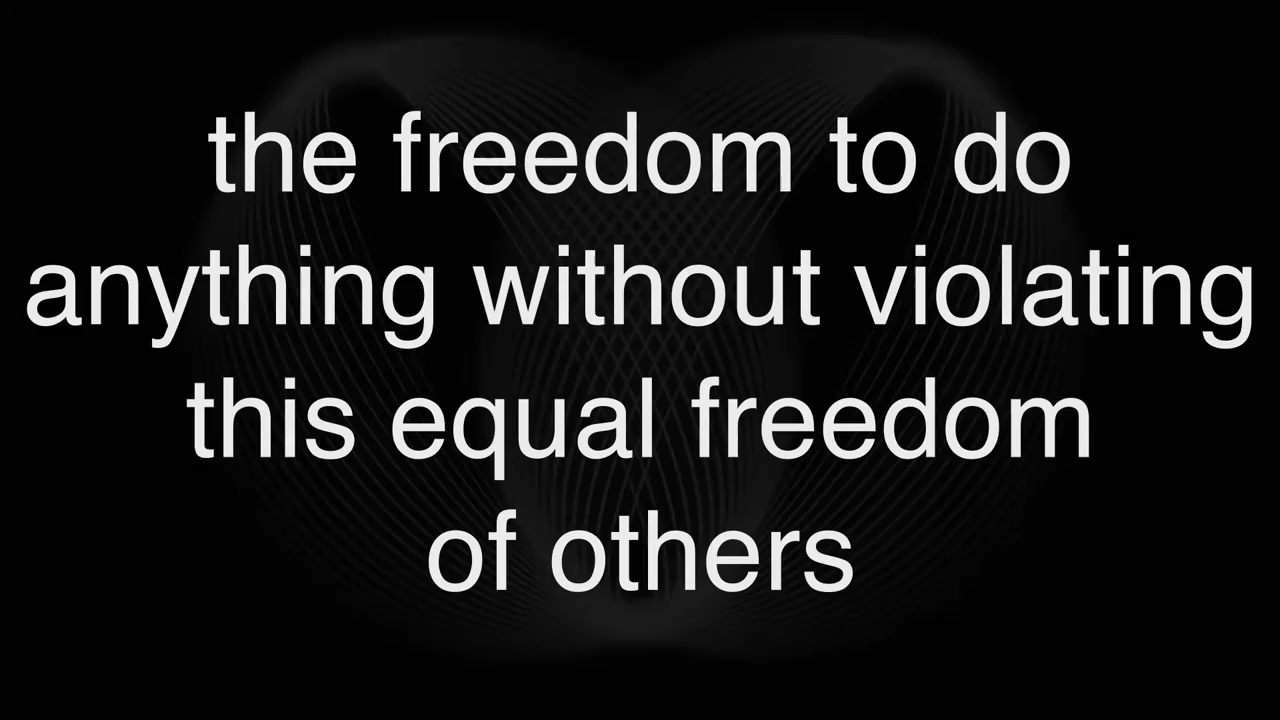 the freedom to do
anything without violating
this equal freedom
of others